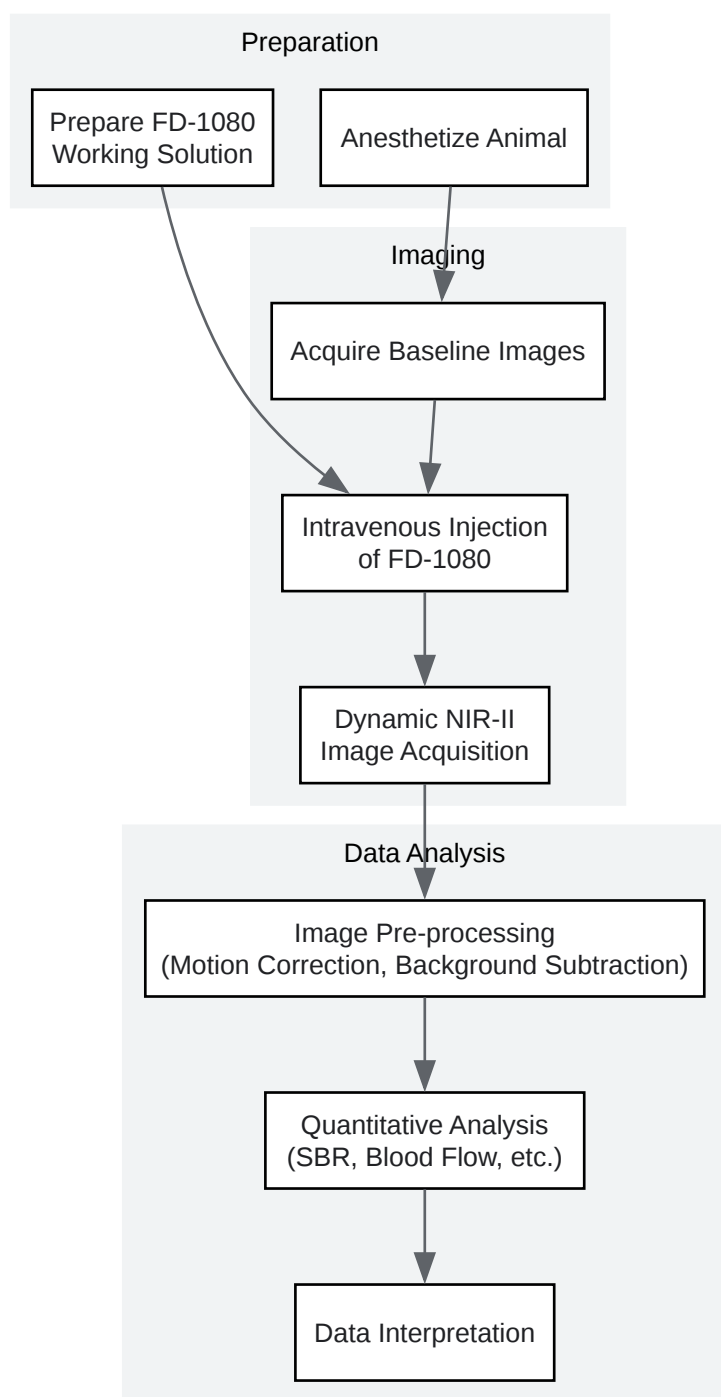 Preparation
Prepare FD-1080
Working Solution
Anesthetize Animal
Imaging
Acquire Baseline Images
Intravenous Injection
of FD-1080
Dynamic NIR-II
Image Acquisition
Data Analysis
Image Pre-processing
(Motion Correction, Background Subtraction)
Quantitative Analysis
(SBR, Blood Flow, etc.)
Data Interpretation